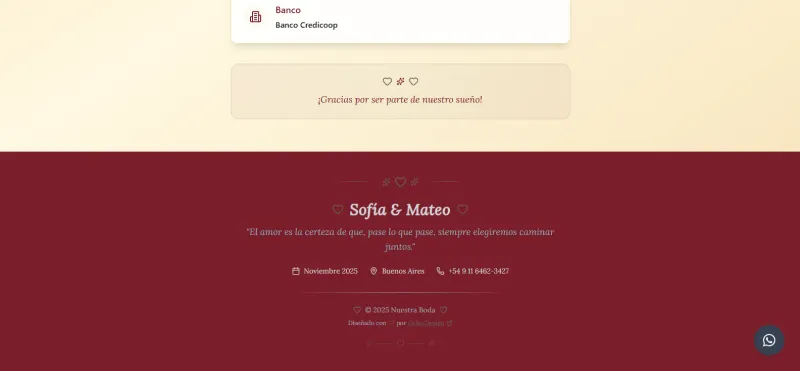 Banco
Banco Credicoop
¡Gracias por ser parte de nuestro sueño!
Sofía & Mateo
"El amor es la certeza de que, pase lo que pase, siempre elegiremos caminar
juntos."
Noviembre 2025 Buenos Aires +54 9 11 6462-3427
© 2025 Nuestra Boda
Diseñado con por